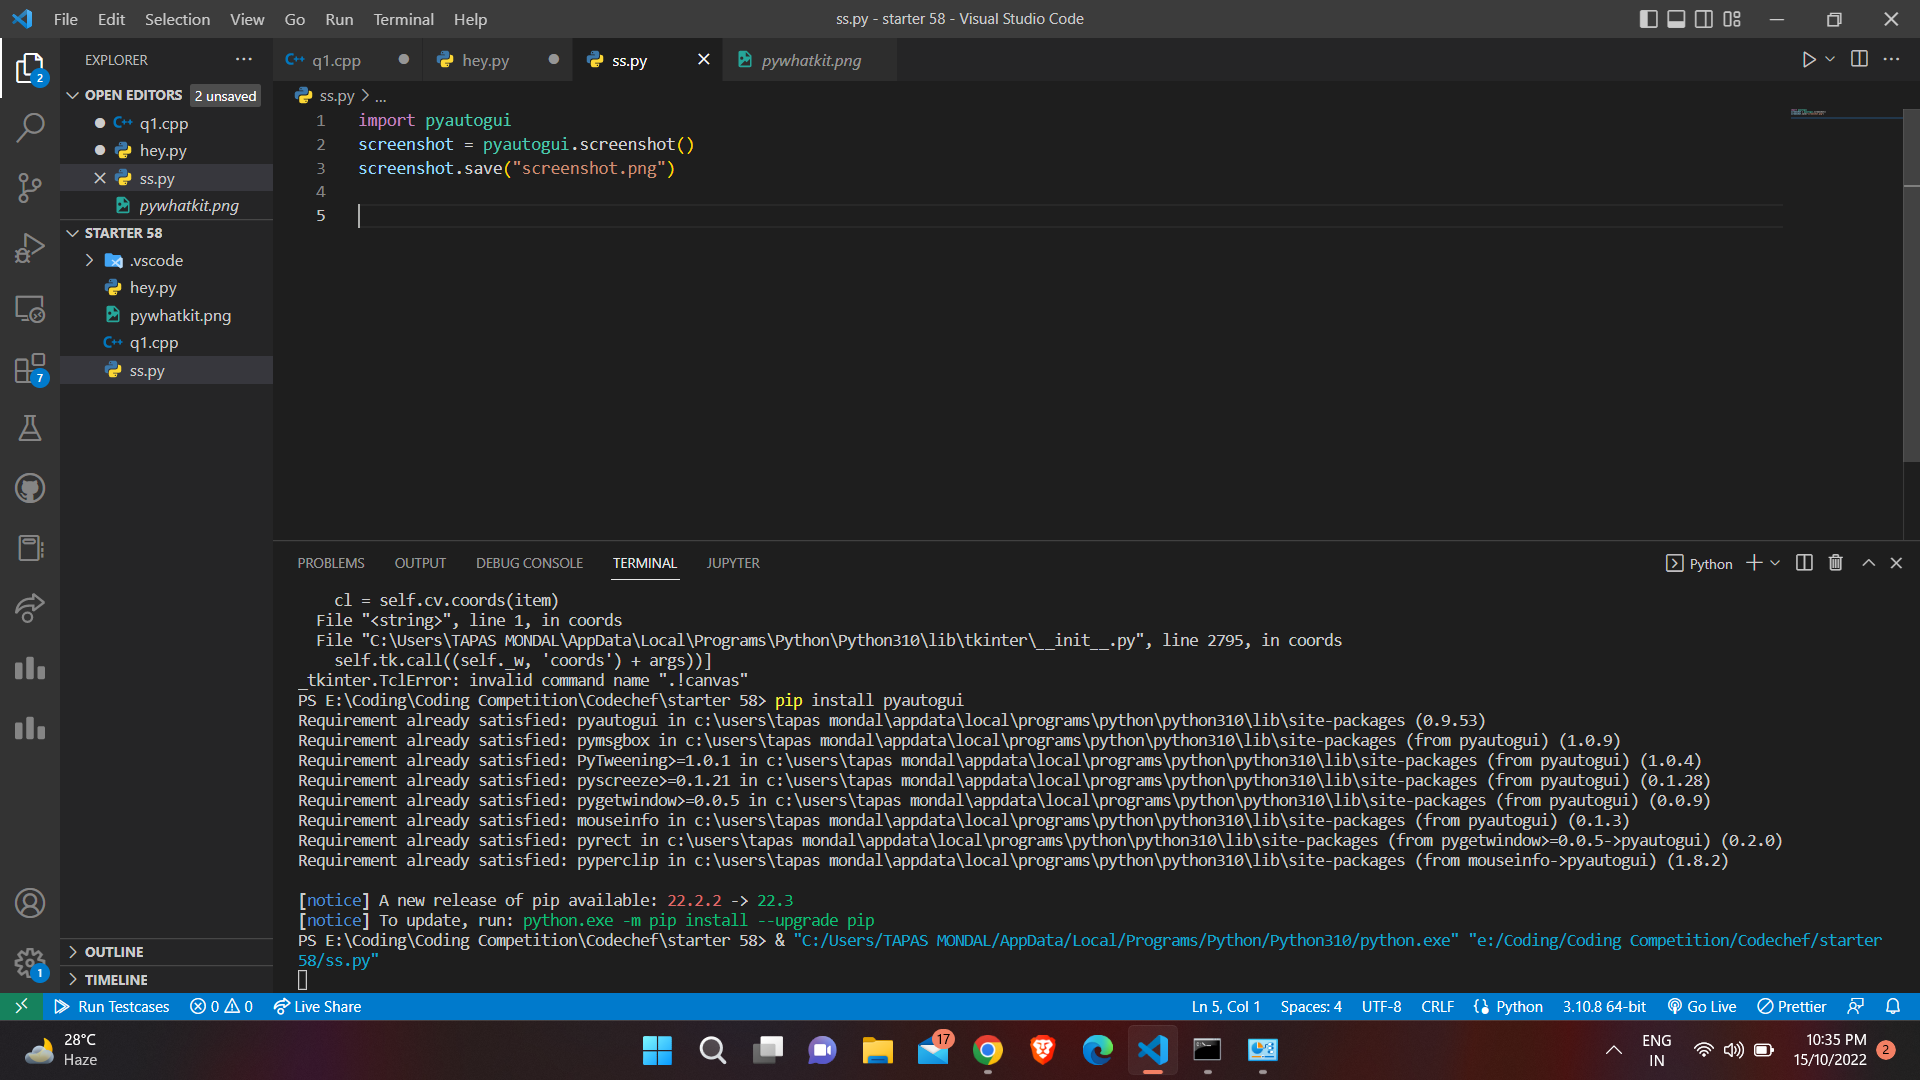 File Edit Selection View Go Run Terminal Help
ss.py - starter 58 - Visual Studio Code
EXPLORER
q1.cpp
hey.py
ss.py
pywhatkit.png
2
OPEN EDITORS 2 unsaved
q1.cpp
hey.py
ss.py
pywhatkit.png
STARTER 58
.vscode
hey.py
pywhatkit.png
q1.cpp
ss.py
7
OUTLINE
TIMELINE
1
ss.py > ...
1 import pyautogui
2 screenshot = pyautogui.screenshot()
3 screenshot.save("screenshot.png")
4
5
PROBLEMS OUTPUT DEBUG CONSOLE TERMINAL JUPYTER
Python
cl = self.cv.coords(item)
File "<string>", line 1, in coords
File "C:\Users\TAPAS MONDAL\AppData\Local\Programs\Python\Python310\lib\tkinter\__init__.py", line 2795, in coords
self.tk.call((self._w, 'coords') + args))]
_tkinter.TclError: invalid command name ".!canvas"
PS E:\Coding\Coding Competition\Codechef\starter 58> pip install pyautogui
Requirement already satisfied: pyautogui in c:\users\tapas mondal\appdata\local\programs\python\python310\lib\site-packages (0.9.53)
Requirement already satisfied: pymsgbox in c:\users\tapas mondal\appdata\local\programs\python\python310\lib\site-packages (from pyautogui) (1.0.9)
Requirement already satisfied: PyTweening>=1.0.1 in c:\users\tapas mondal\appdata\local\programs\python\python310\lib\site-packages (from pyautogui) (1.0.4)
Requirement already satisfied: pyscreeze>=0.1.21 in c:\users\tapas mondal\appdata\local\programs\python\python310\lib\site-packages (from pyautogui) (0.1.28)
Requirement already satisfied: pygetwindow>=0.0.5 in c:\users\tapas mondal\appdata\local\programs\python\python310\lib\site-packages (from pyautogui) (0.0.9)
Requirement already satisfied: mouseinfo in c:\users\tapas mondal\appdata\local\programs\python\python310\lib\site-packages (from pyautogui) (0.1.3)
Requirement already satisfied: pyrect in c:\users\tapas mondal\appdata\local\programs\python\python310\lib\site-packages (from pygetwindow>=0.0.5->pyautogui) (0.2.0)
Requirement already satisfied: pyperclip in c:\users\tapas mondal\appdata\local\programs\python\python310\lib\site-packages (from mouseinfo->pyautogui) (1.8.2)
[notice] A new release of pip available: 22.2.2 -> 22.3
[notice] To update, run: python.exe -m pip install --upgrade pip
PS E:\Coding\Coding Competition\Codechef\starter 58> & "C:/Users/TAPAS MONDAL/AppData/Local/Programs/Python/Python310/python.exe" "e:/Coding/Coding Competition/Codechef/starter
58/ss.py"
Run Testcases 0 0 Live Share
Ln 5, Col 1 Spaces: 4 UTF-8 CRLF Python 3.10.8 64-bit Go Live Prettier
28°C
Haze
17
ENG
IN
10:35 PM
15/10/2022
2